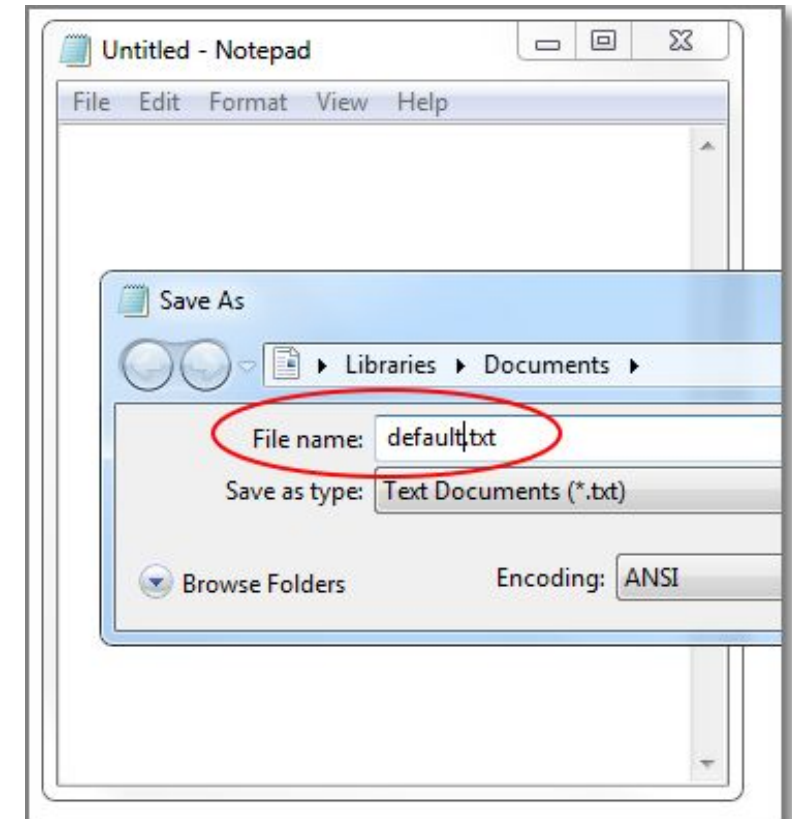 Untitled - Notepad
File Edit Format View Help
Save As
Libraries Documents
File name: default.txt
Save as type: Text Documents (*.txt)
Browse Folders Encoding: ANSI